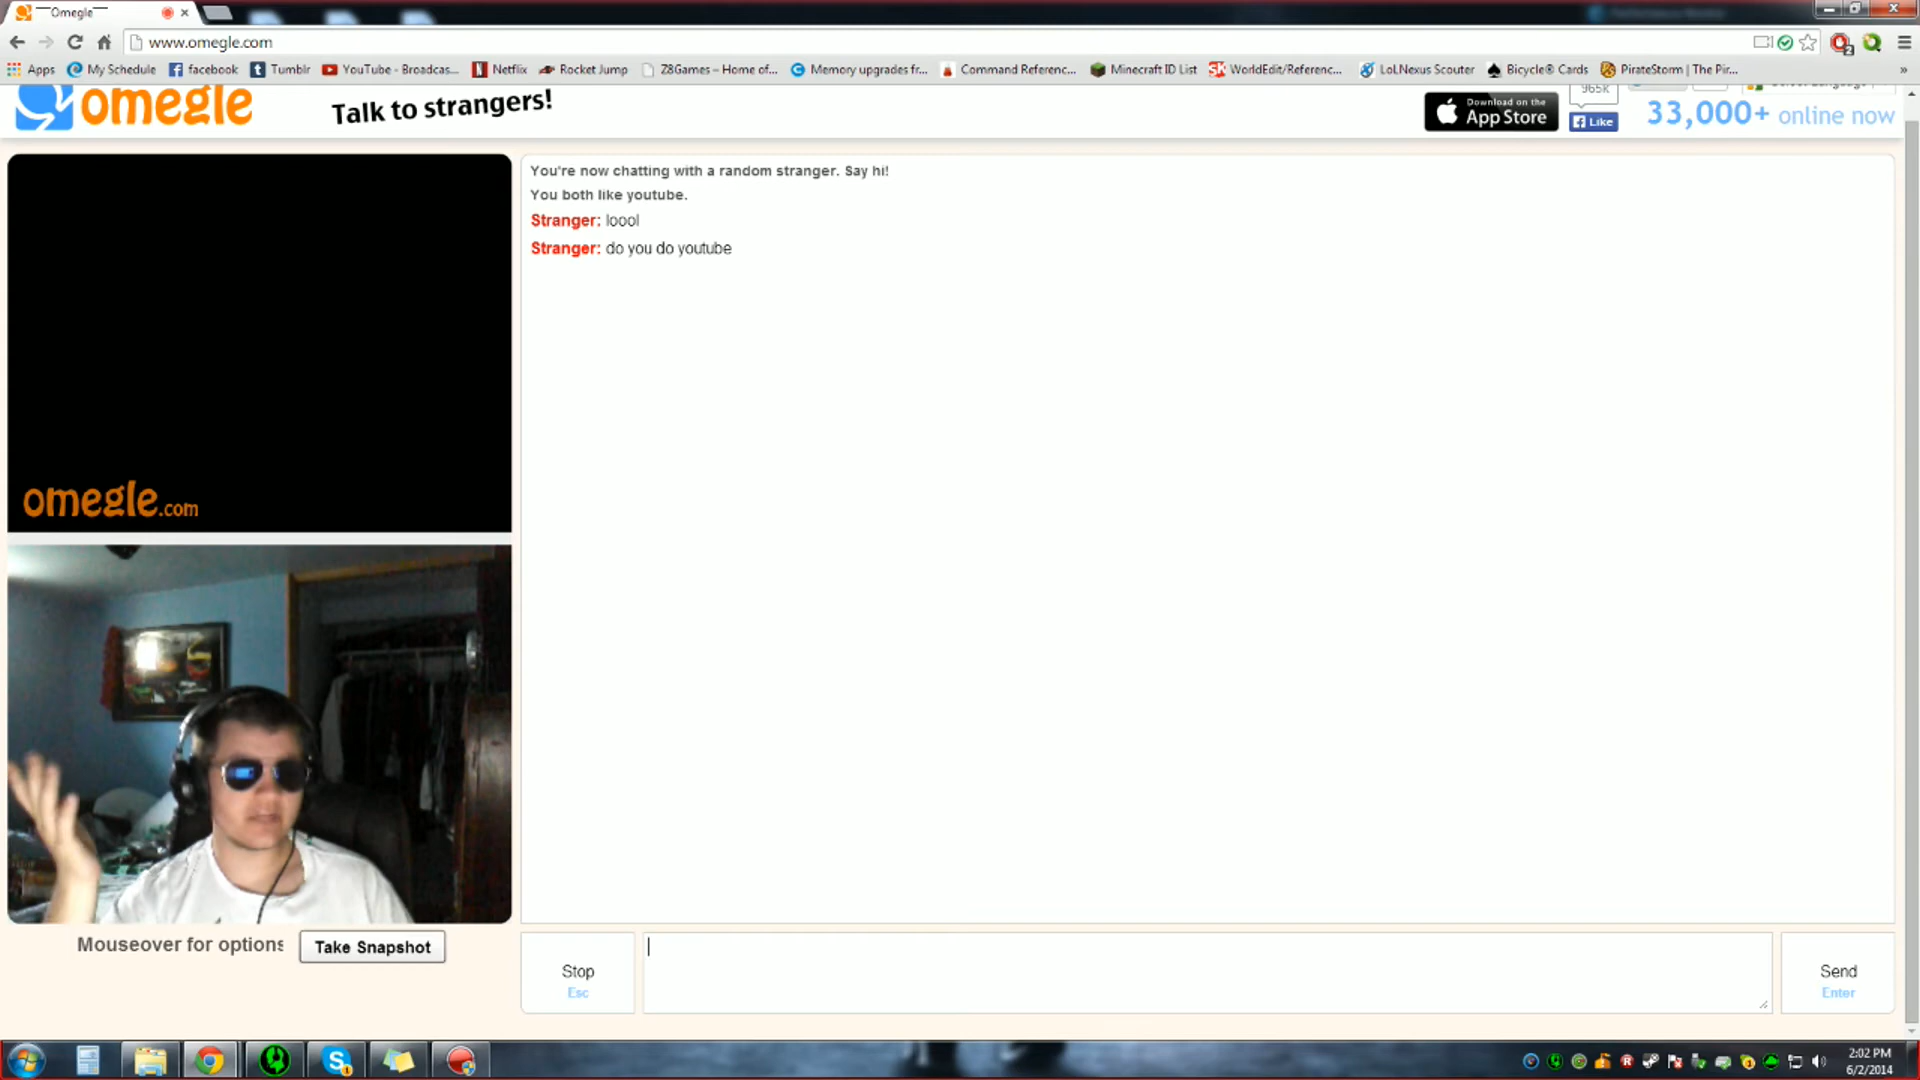 Omegle
www.omegle.com
Apps My Schedule facebook Tumblr YouTube - Broadcas... Netflix Rocket Jump Z8Games – Home of... Memory upgrades fr... Command Referenc... Minecraft ID List WorldEdit/Referenc... LoLNexus Scouter Bicycle® Cards PirateStorm | The Pir... »
omegle Talk to strangers! Download on the App Store 965k Like 33,000+ online now
You're now chatting with a random stranger. Say hi!
You both like youtube.
Stranger: loool
Stranger: do you do youtube
omegle.com
Mouseover for options Take Snapshot
Stop
Esc
Send
Enter
2:02 PM
6/2/2014